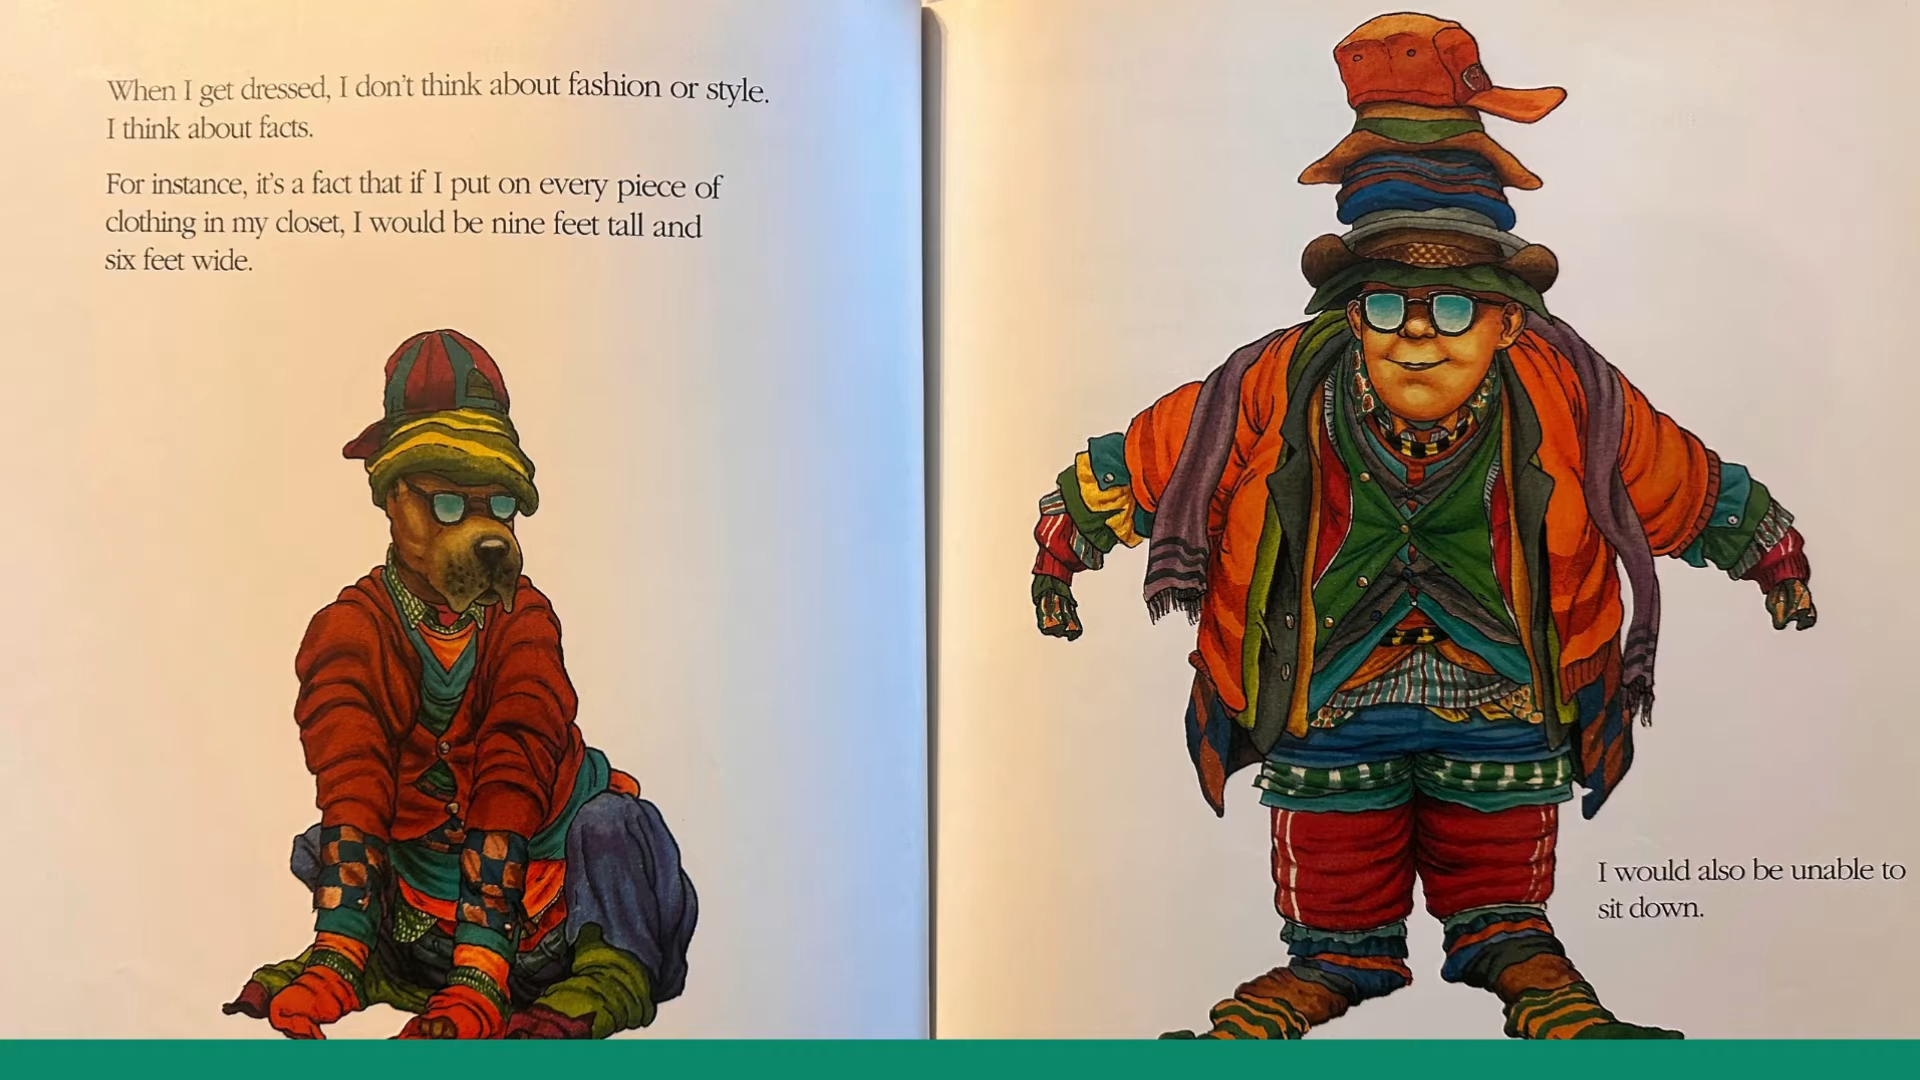 When I get dressed, I don't think about fashion or style.
I think about facts.
For instance, it's a fact that if I put on every piece of
clothing in my closet, I would be nine feet tall and
six feet wide.
I would also be unable to
sit down.